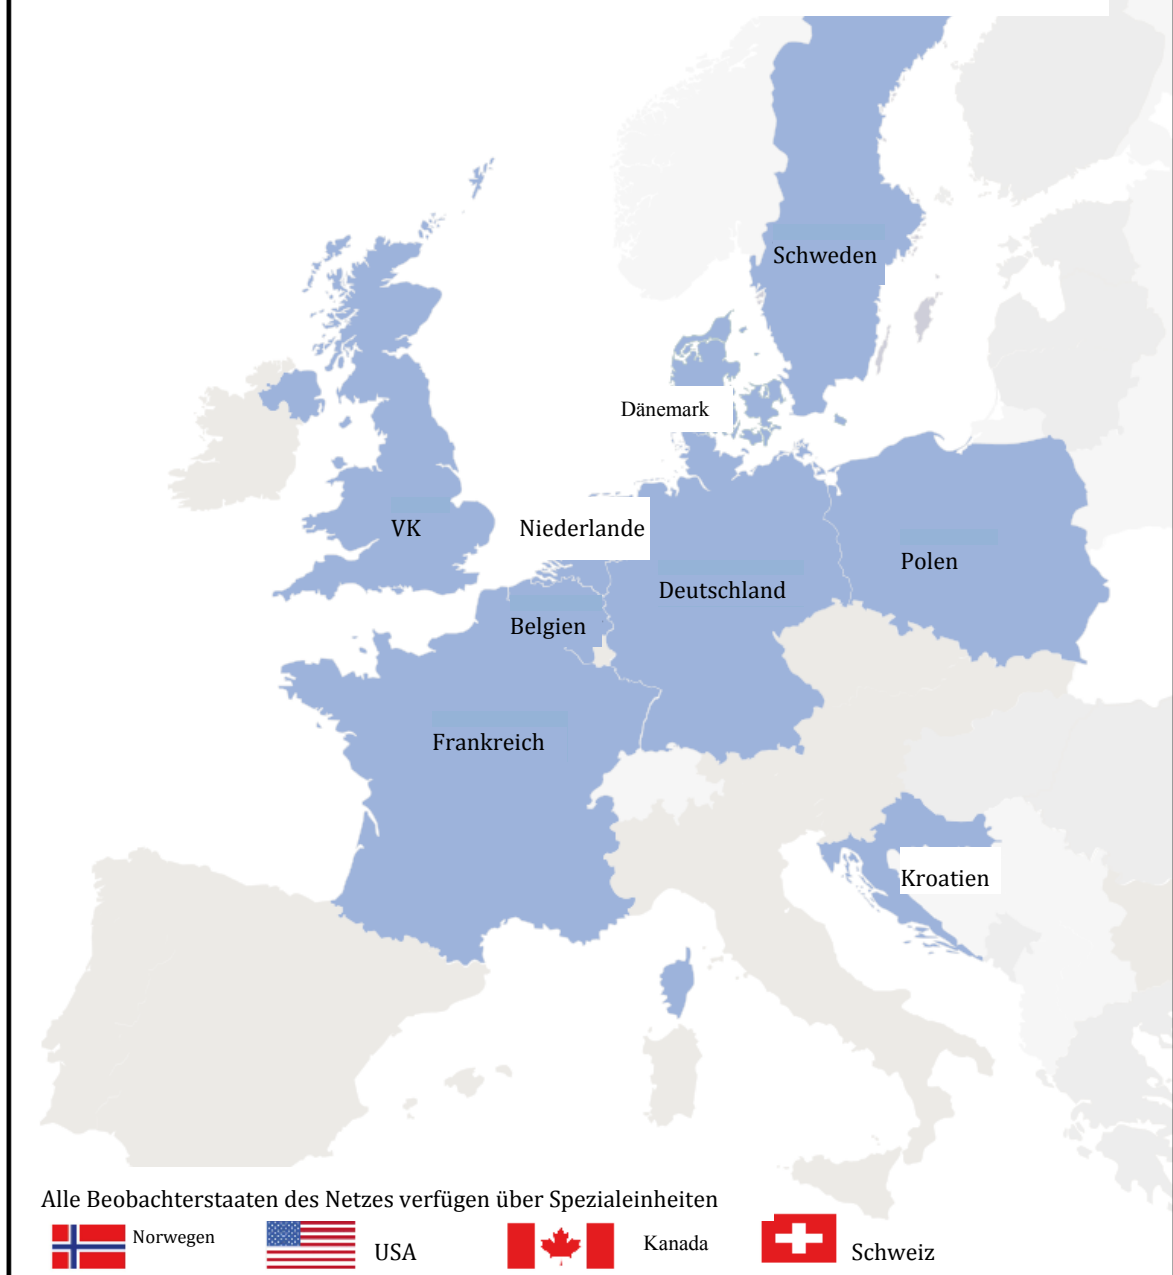 Schweden
Dänemark
VK
Niederlande
Polen
Deutschland
Belgien
Frankreich
Kroatien
Alle Beobachterstaaten des Netzes verfügen über Spezialeinheiten
Norwegen
USA
Kanada
Schweiz